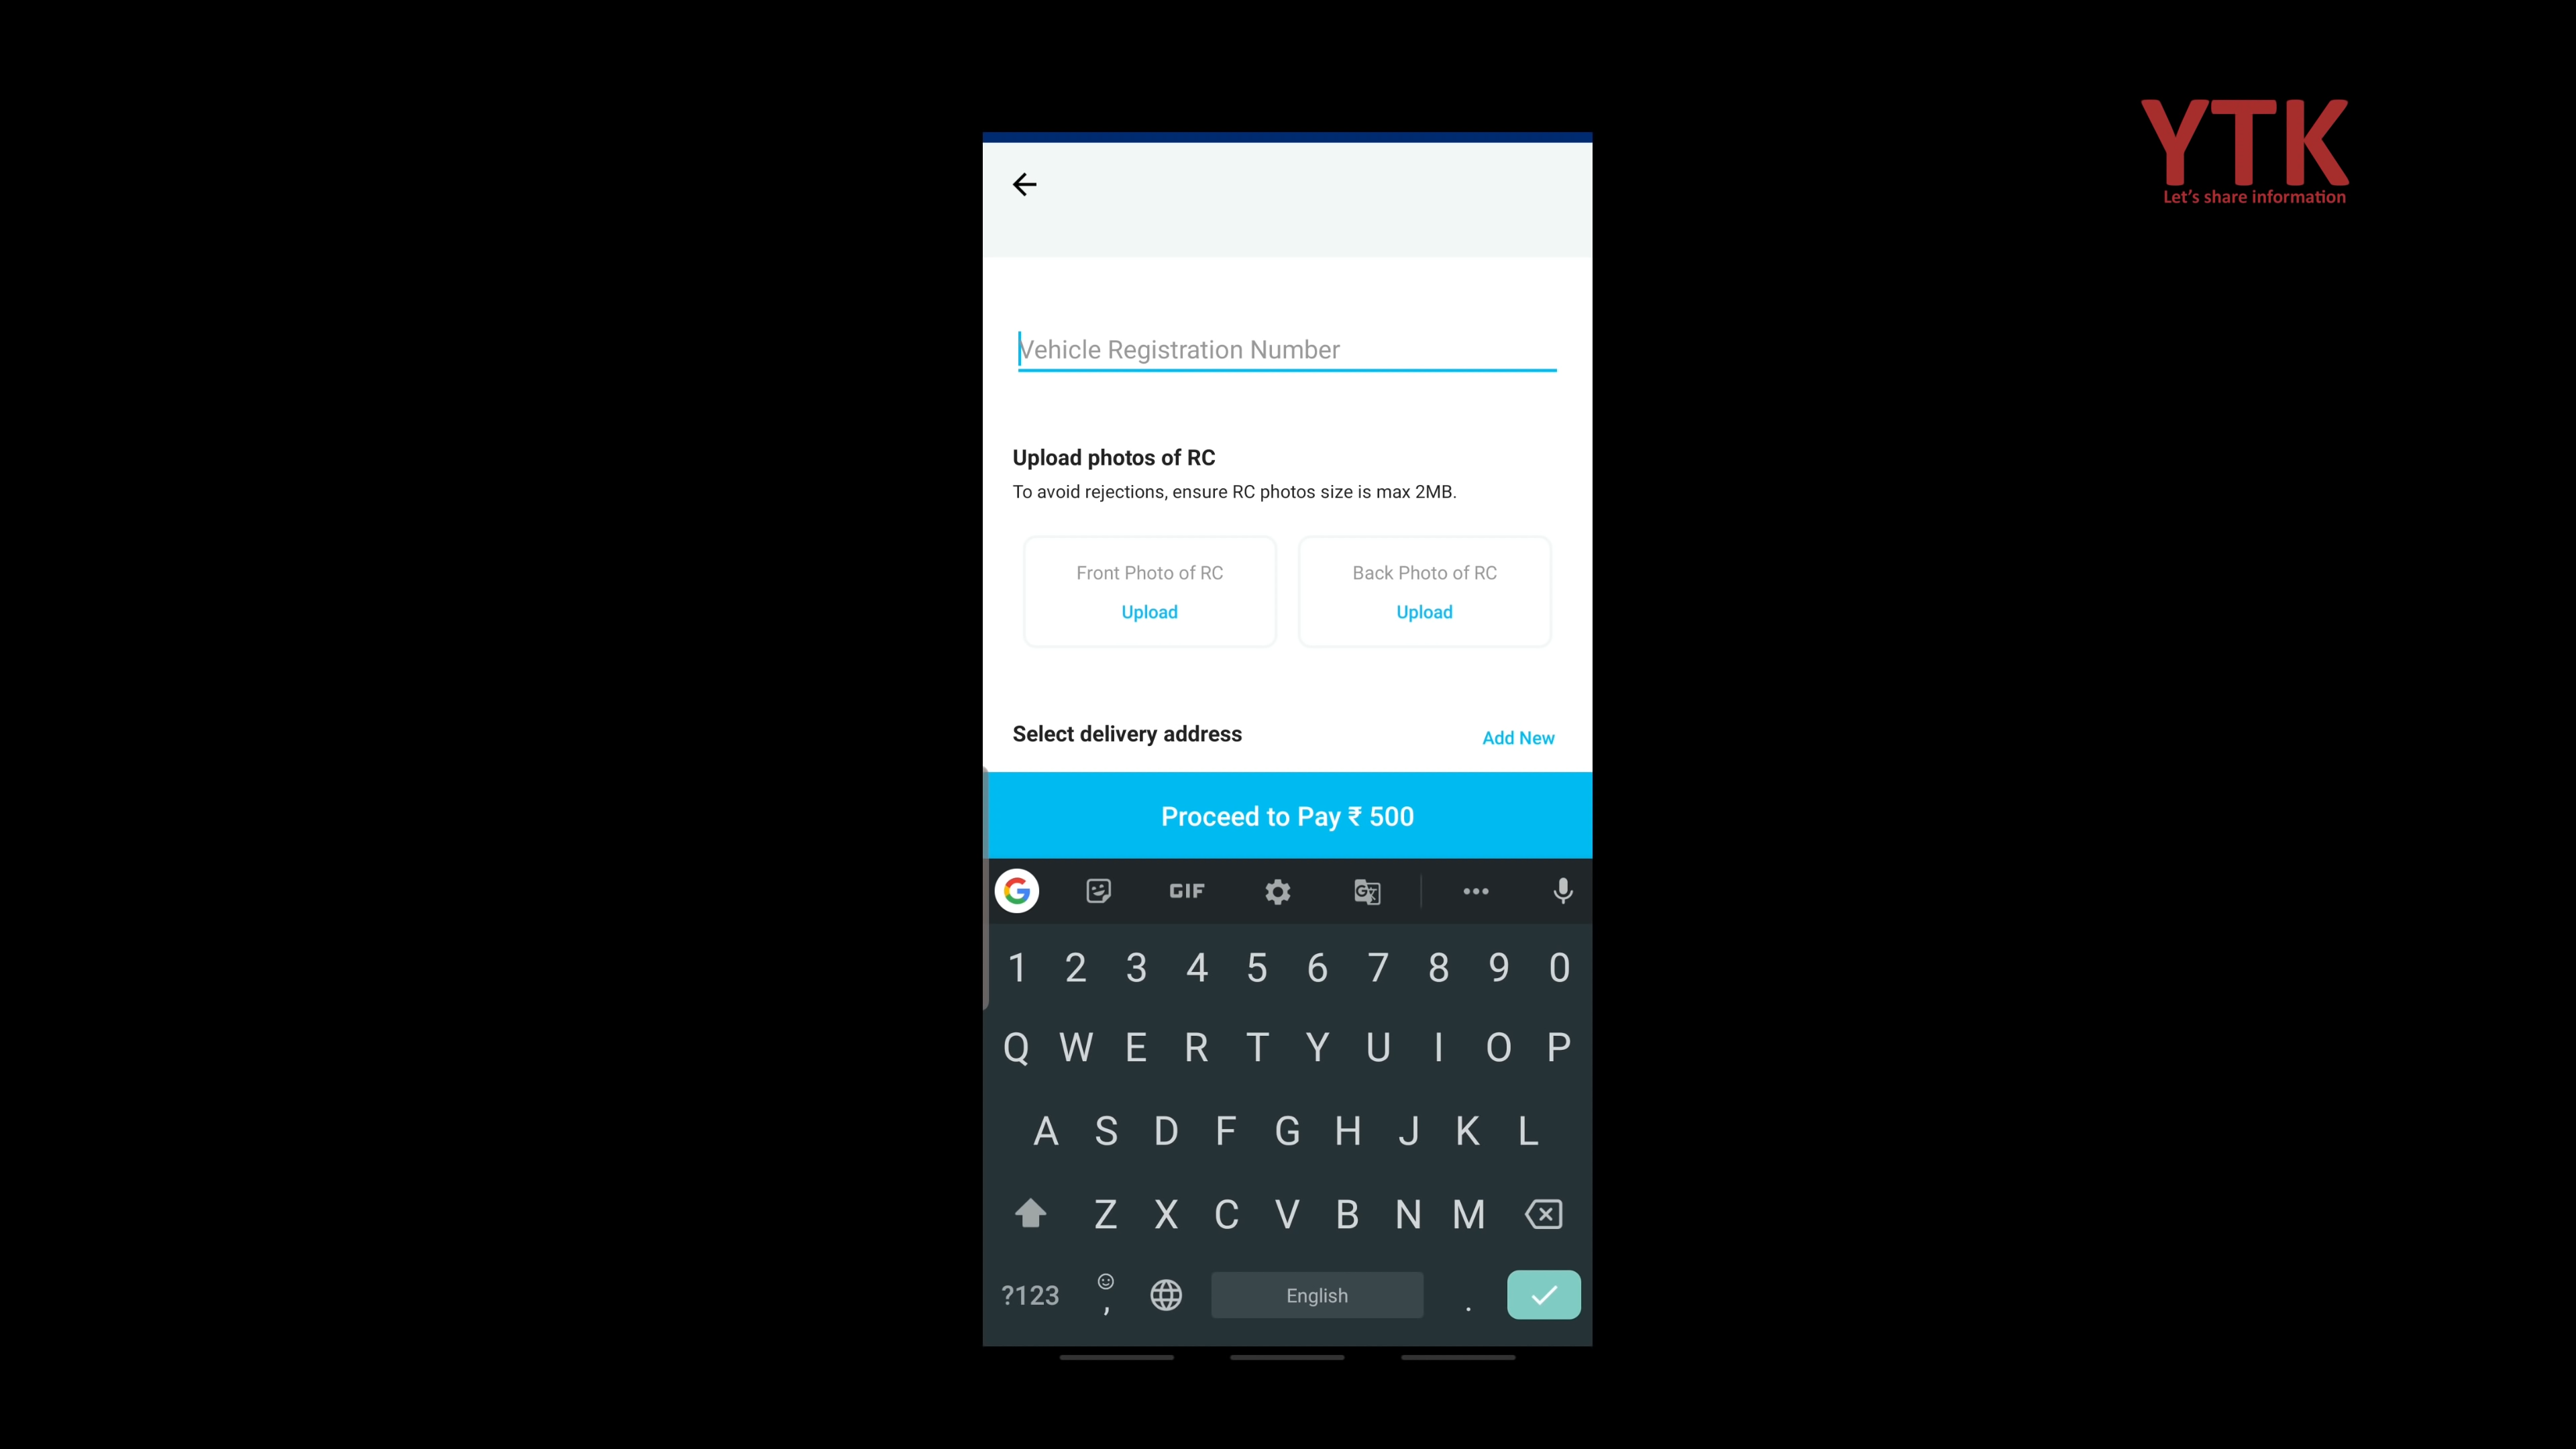 YTK
Let's share information
Vehicle Registration Number
Upload photos of RC
To avoid rejections, ensure RC photos size is max 2MB.
Front Photo of RC
Back Photo of RC
Upload
Upload
Select delivery address
Add New
Proceed to Pay ₹ 500
G GIF G文 •••
1 2 3 4 5 6 7 8 9 0
Q W E R T Y U I O P
A S D F G H J K L
Z X C V B N M
?123 , English .